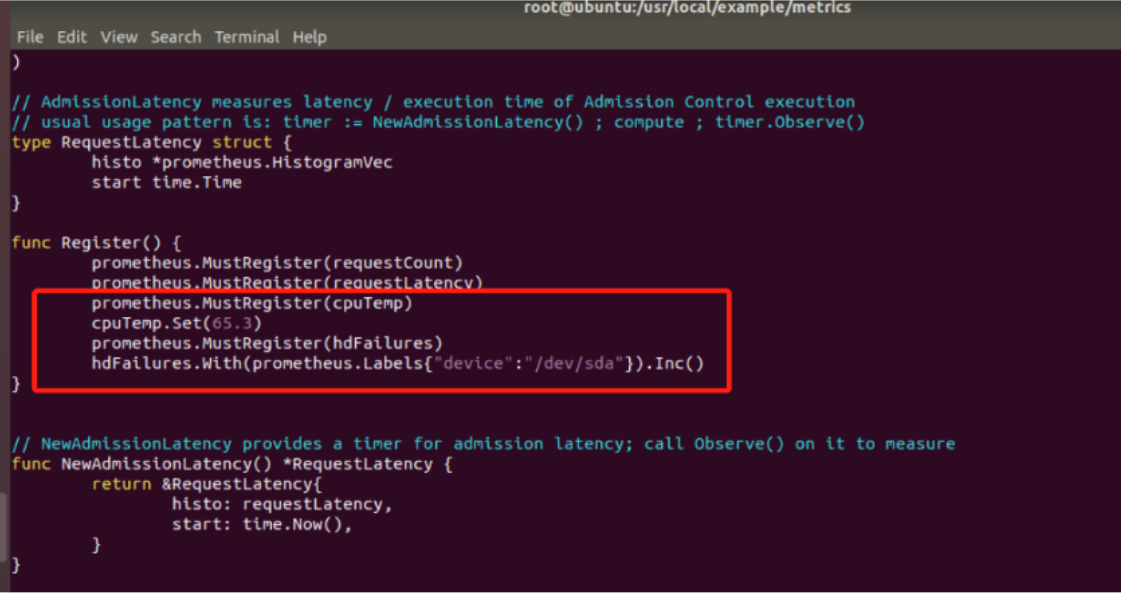 root@ubuntu:/usr/local/example/metrics
File Edit View Search Terminal Help
)
// AdmissionLatency measures latency / execution time of Admission Control execution
// usual usage pattern is: timer := NewAdmissionLatency() ; compute ; timer.Observe()
type RequestLatency struct {
        histo *prometheus.HistogramVec
        start time.Time
}
func Register() {
        prometheus.MustRegister(requestCount)
        prometheus.MustRegister(requestLatency)
        prometheus.MustRegister(cpuTemp)
        cpuTemp.Set(65.3)
        prometheus.MustRegister(hdFailures)
        hdFailures.With(prometheus.Labels{"device":"/dev/sda"}).Inc()
}
// NewAdmissionLatency provides a timer for admission latency; call Observe() on it to measure
func NewAdmissionLatency() *RequestLatency {
        return &RequestLatency{
                histo: requestLatency,
                start: time.Now(),
        }
}